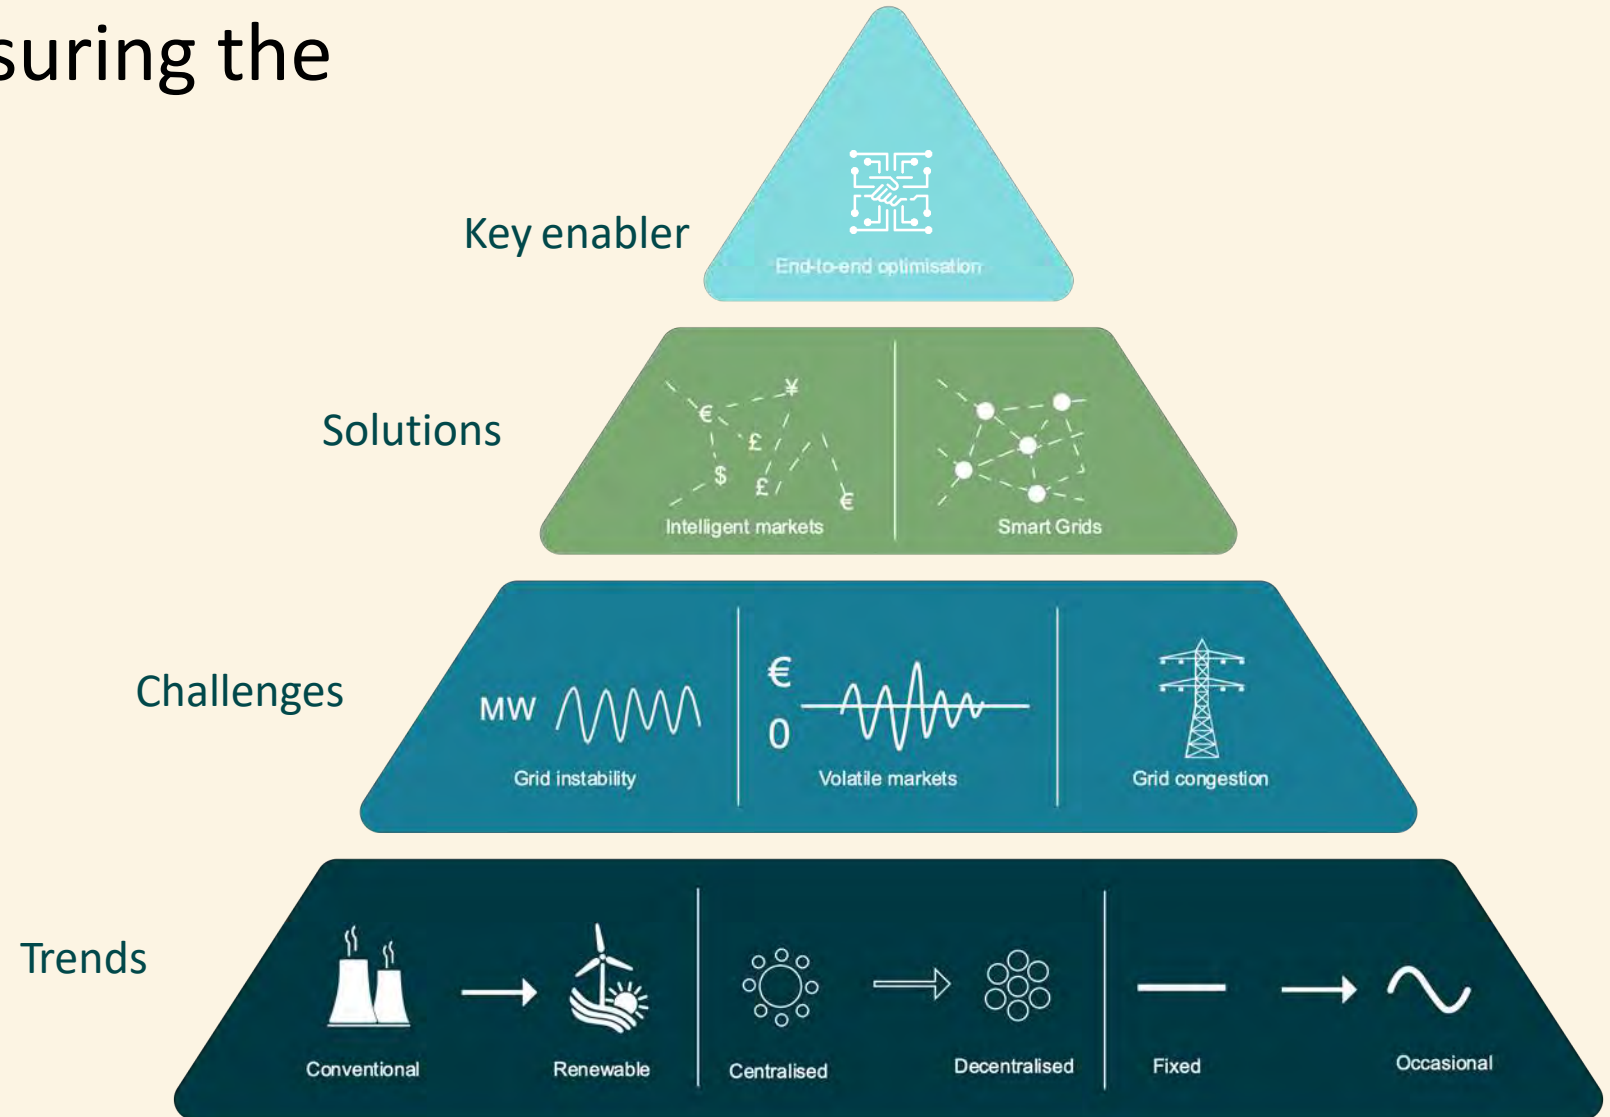 suring the
Key enabler
End-to-end optimisation
Solutions
€ ¥
£
$ £ €
Intelligent markets
Smart Grids
Challenges
MW
€
0
Grid instability
Volatile markets
Grid congestion
Trends
Conventional
Renewable
Centralised
Decentralised
Fixed
Occasional